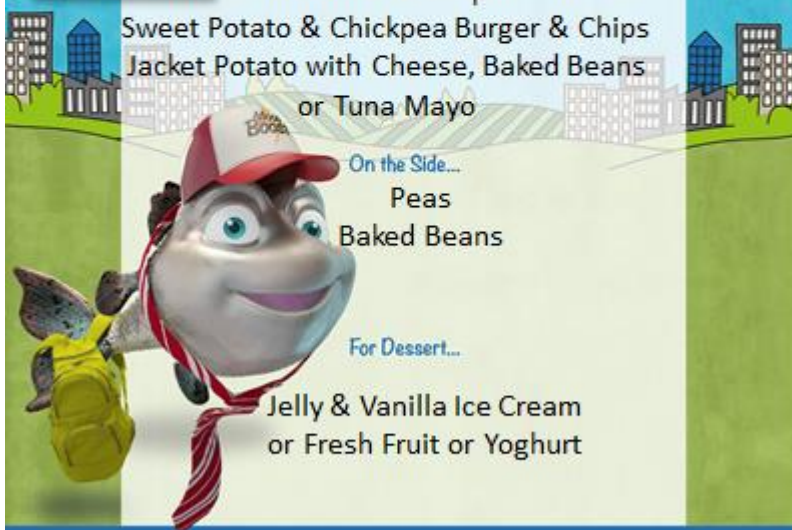 Sweet Potato & Chickpea Burger & Chips
Jacket Potato with Cheese, Baked Beans
or Tuna Mayo
On the Side...
Peas
Baked Beans
For Dessert...
Jelly & Vanilla Ice Cream
or Fresh Fruit or Yoghurt